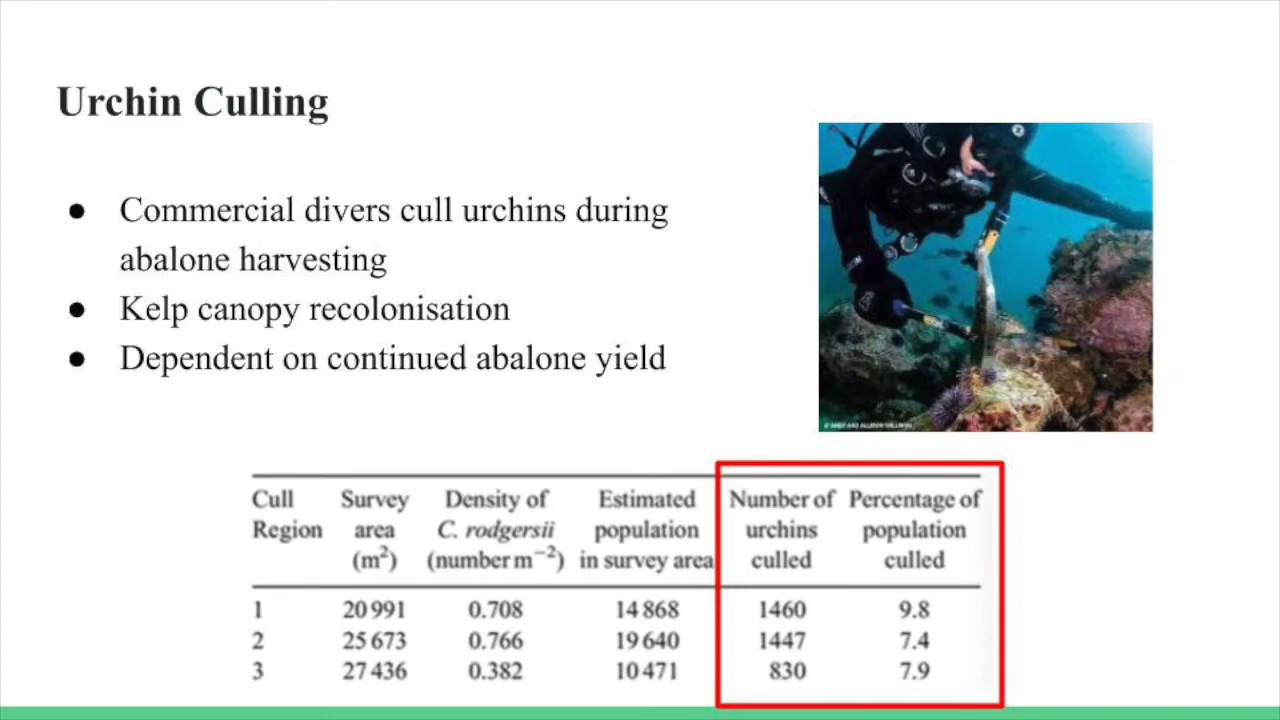 Urchin Culling
● Commercial divers cull urchins during
abalone harvesting
● Kelp canopy recolonisation
● Dependent on continued abalone yield
Cull Region Survey area (m²) Density of C. rodgersii (number m⁻²) Estimated population in survey area Number of urchins culled Percentage of population culled
1 20 991 0.708 14 868 1460 9.8
2 25 673 0.766 19 640 1447 7.4
3 27 436 0.382 10 471 830 7.9